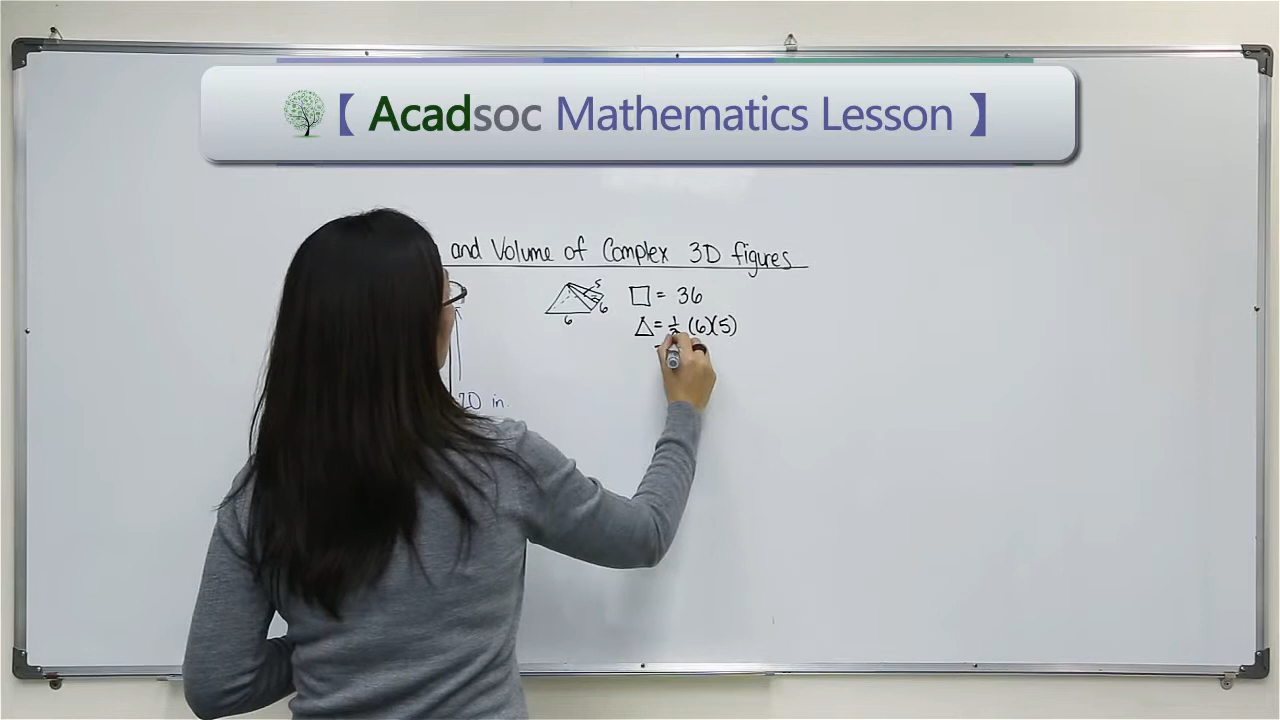 【 Acadsoc Mathematics Lesson 】
and Volume of Complex 3D figures
5
6
6
□ = 36
△ = 1/2 (6)(5)
20 in.